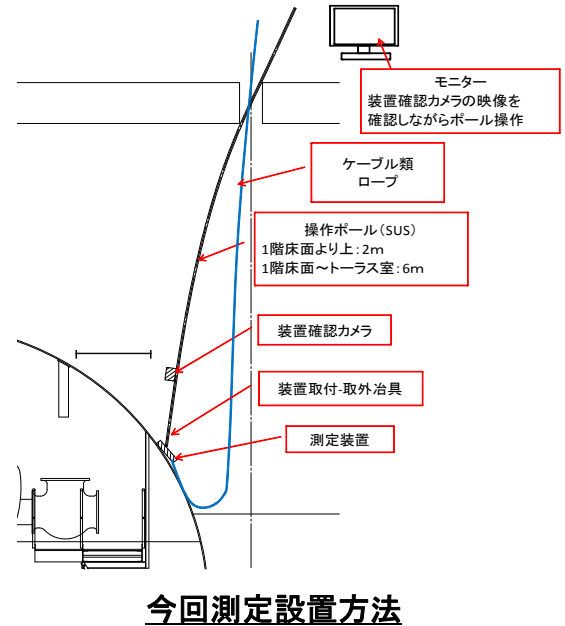 モニター
装置確認カメラの映像を
確認しながらポール操作
ケーブル類
ロープ
操作ポール（SUS）
1階床面より上：2m
1階床面～トーラス室：6m
装置確認カメラ
装置取付-取外冶具
測定装置
今回測定設置方法